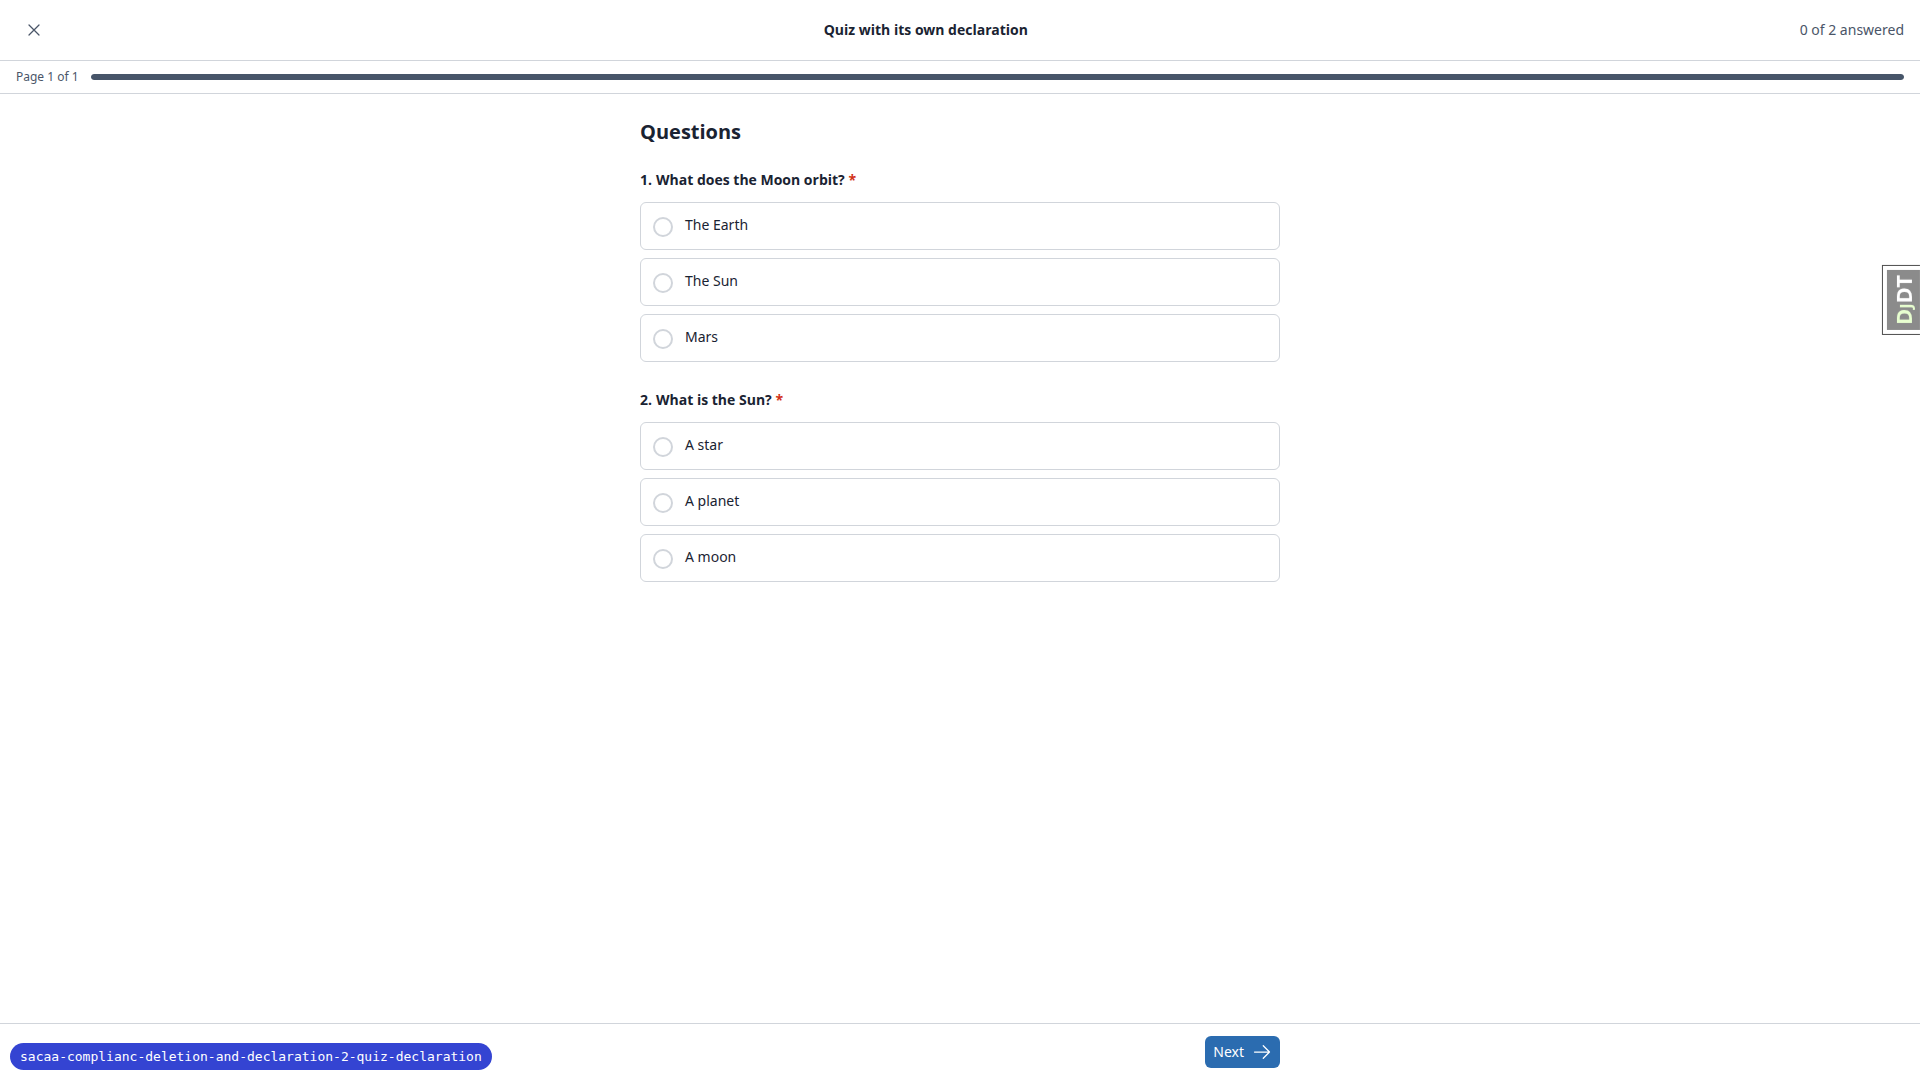 Quiz with its own declaration
0 of 2 answered
Page 1 of 1
Questions
1. What does the Moon orbit? *
The Earth
The Sun
Mars
DJDT
2. What is the Sun? *
A star
A planet
A moon
sacaa-complianc-deletion-and-declaration-2-quiz-declaration
Next